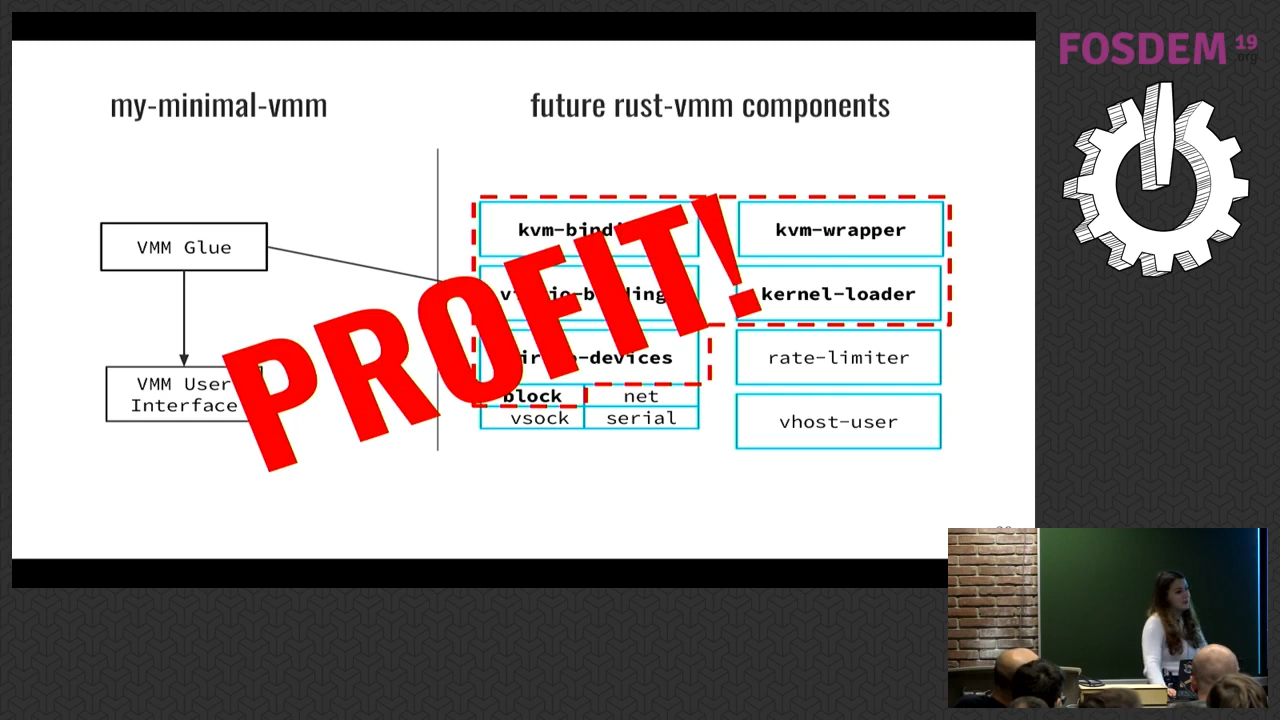 my-minimal-vmm
future rust-vmm components
VMM Glue
VMM User
Interface
kvm-wrapper
kernel-loader
block
net
vsock
serial
rate-limiter
vhost-user
PROFIT!
FOSDEM 19
.org